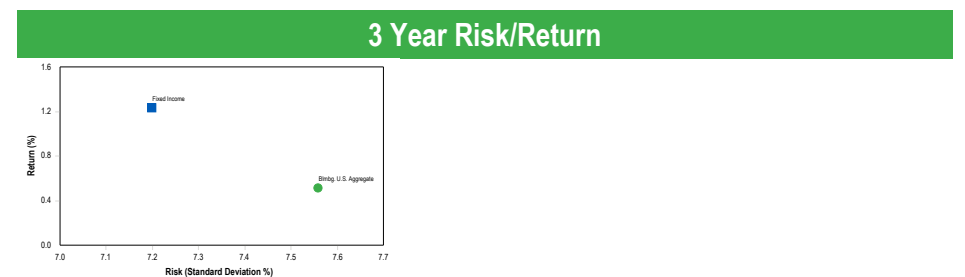 3 Year Risk/Return
1.6
Fixed Income
1.2
Return (%)
0.8
Blmbg. U.S. Aggregate
0.4
0.0
7.0 7.1 7.2 7.3 7.4 7.5 7.6 7.7
Risk (Standard Deviation %)